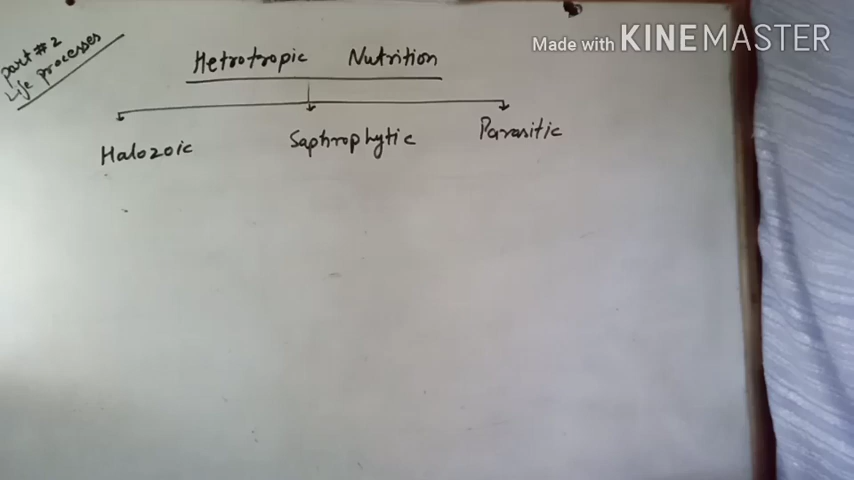 part # 2
Life processes
Made with KINEMASTER
Hetrotropic Nutrition
Halozoic Saphrophytic Parasitic